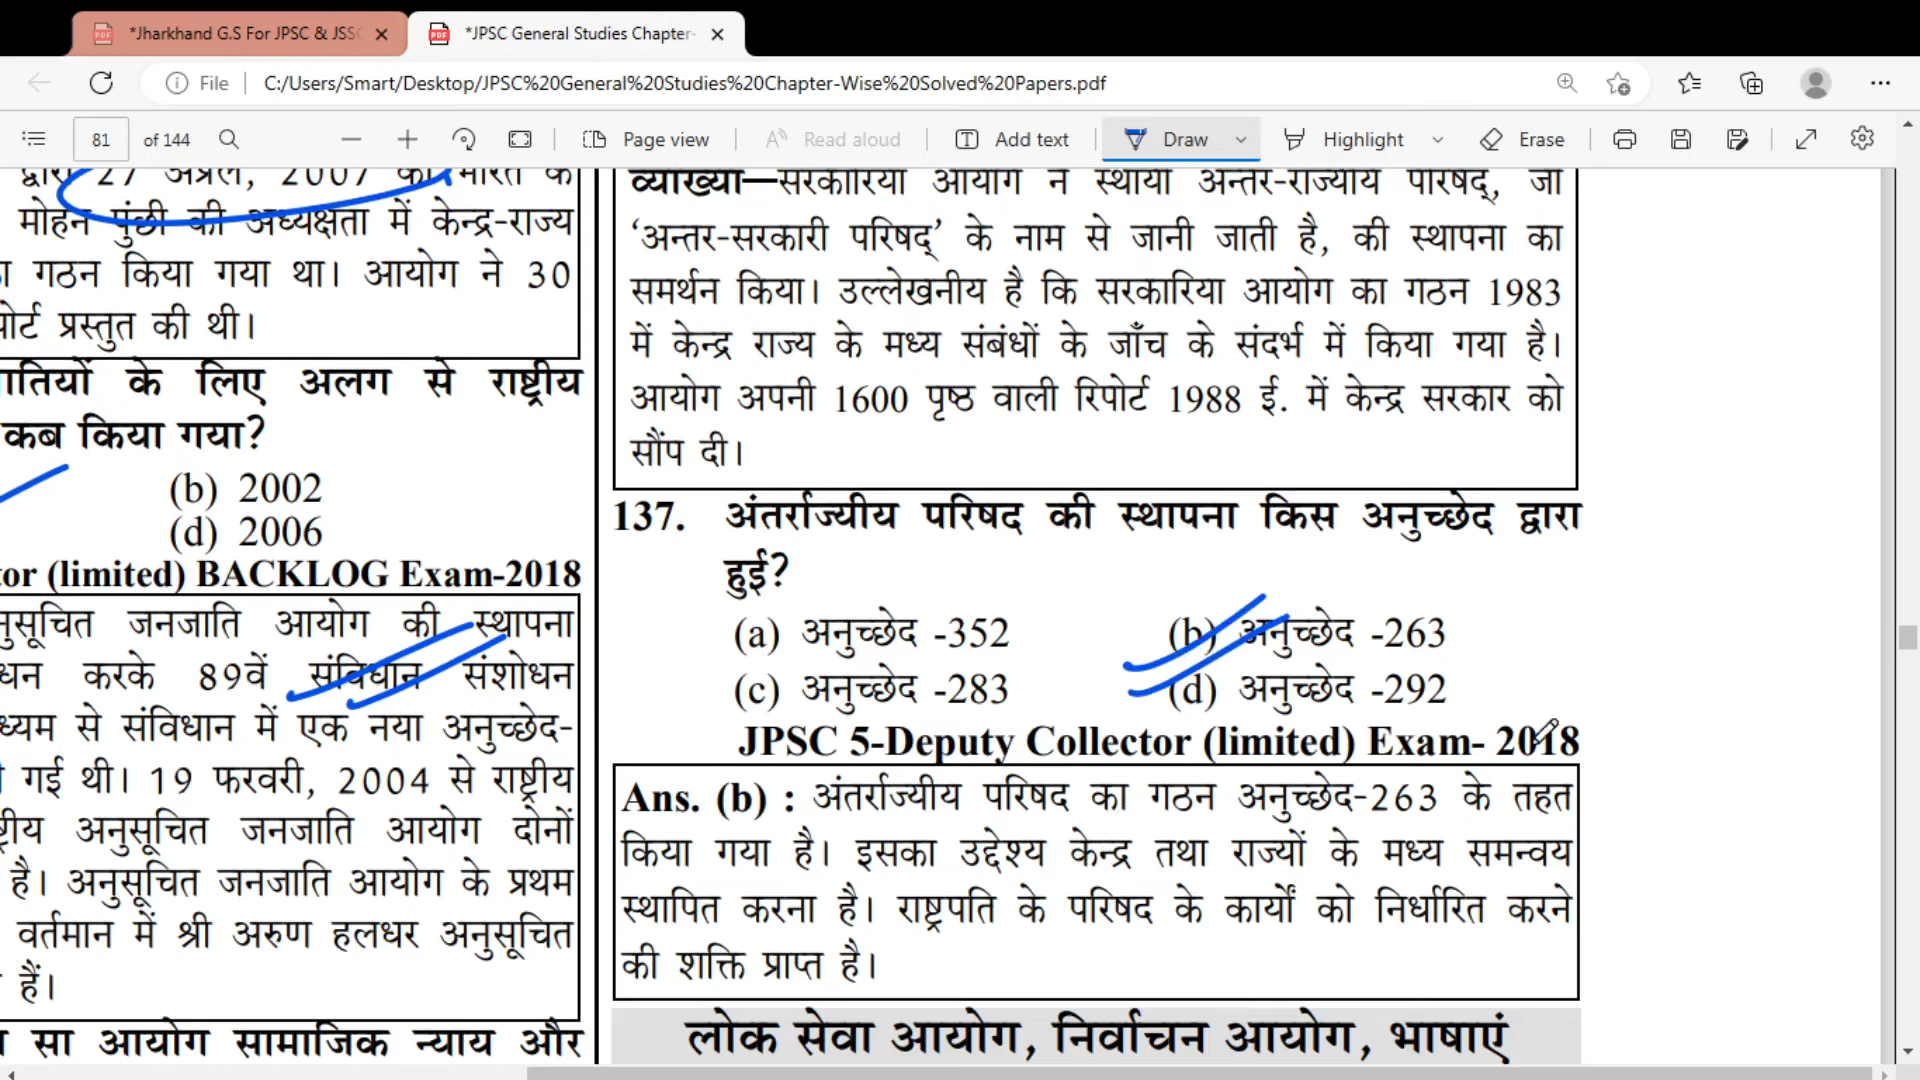 *Jharkhand G.S For JPSC & JSSC
*JPSC General Studies Chapter-
File
C:/Users/Smart/Desktop/JPSC%20General%20Studies%20Chapter-Wise%20Solved%20Papers.pdf
81 of 144
Page view
Read aloud
Add text
Draw
Highlight
Erase
द्वारा 27 अप्रैल, 2007 को भारत के
मोहन पुंछी की अध्यक्षता में केन्द्र-राज्य
गठन किया गया था। आयोग ने 30
प्रस्तुत की थी।
के लिए अलग से राष्ट्रीय
कब किया गया?
(b) 2002
(d) 2006
(limited) BACKLOG Exam-2018
जनजाति आयोग की स्थापना
करके 89वें संविधान संशोधन
से संविधान में एक नया अनुच्छेद-
गई थी। 19 फरवरी, 2004 से राष्ट्रीय
अनुसूचित जनजाति आयोग दोनों
है। अनुसूचित जनजाति आयोग के प्रथम
वर्तमान में श्री अरुण हलधर अनुसूचित
हैं।
सा आयोग सामाजिक न्याय और
व्याख्या—सरकारिया आयोग ने स्थायी अन्तर-राज्यीय परिषद्, जो
‘अन्तर-सरकारी परिषद्’ के नाम से जानी जाती है, की स्थापना का
समर्थन किया। उल्लेखनीय है कि सरकारिया आयोग का गठन 1983
में केन्द्र राज्य के मध्य संबंधों के जाँच के संदर्भ में किया गया है।
आयोग अपनी 1600 पृष्ठ वाली रिपोर्ट 1988 ई. में केन्द्र सरकार को
सौंप दी।
137. अंतर्राज्यीय परिषद की स्थापना किस अनुच्छेद द्वारा
हुई?
(a) अनुच्छेद -352 (b) अनुच्छेद -263
(c) अनुच्छेद -283 (d) अनुच्छेद -292
JPSC 5-Deputy Collector (limited) Exam- 2018
Ans. (b) : अंतर्राज्यीय परिषद का गठन अनुच्छेद-263 के तहत
किया गया है। इसका उद्देश्य केन्द्र तथा राज्यों के मध्य समन्वय
स्थापित करना है। राष्ट्रपति के परिषद के कार्यों को निर्धारित करने
की शक्ति प्राप्त है।
लोक सेवा आयोग, निर्वाचन आयोग, भाषाएं